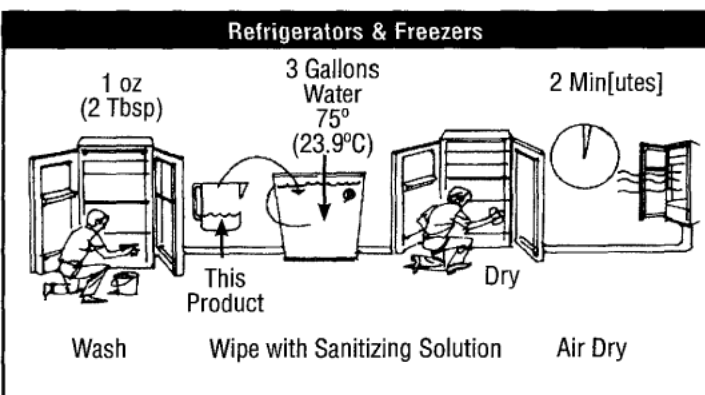 Refrigerators & Freezers
1 oz
(2 Tbsp)
3 Gallons
Water
75º
(23.9ºC)
2 Min[utes]
This
Product
Dry
Wash
Wipe with Sanitizing Solution
Air Dry